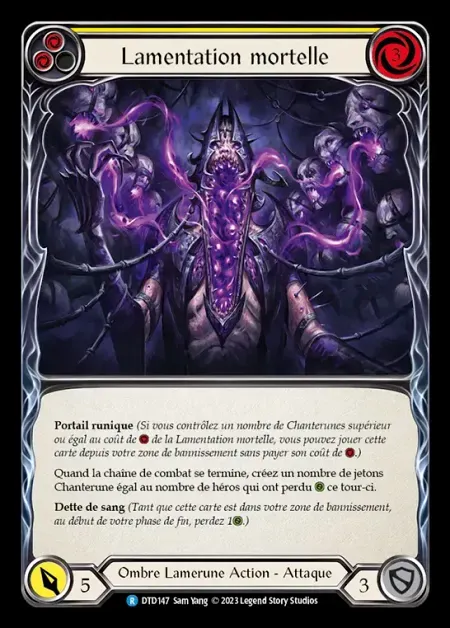 Lamentation mortelle
3
Portail runique (Si vous contrôlez un nombre de Chanterunes supérieur
ou égal au coût de de la Lamentation mortelle, vous pouvez jouer cette
carte depuis votre zone de bannissement sans payer son coût de .)
Quand la chaîne de combat se termine, créez un nombre de jetons
Chanterune égal au nombre de héros qui ont perdu ce tour-ci.
Dette de sang (Tant que cette carte est dans votre zone de bannissement,
au début de votre phase de fin, perdez 1.)
5
Ombre Lamerune Action - Attaque
3
R DTD147 Sam Yang © 2023 Legend Story Studios